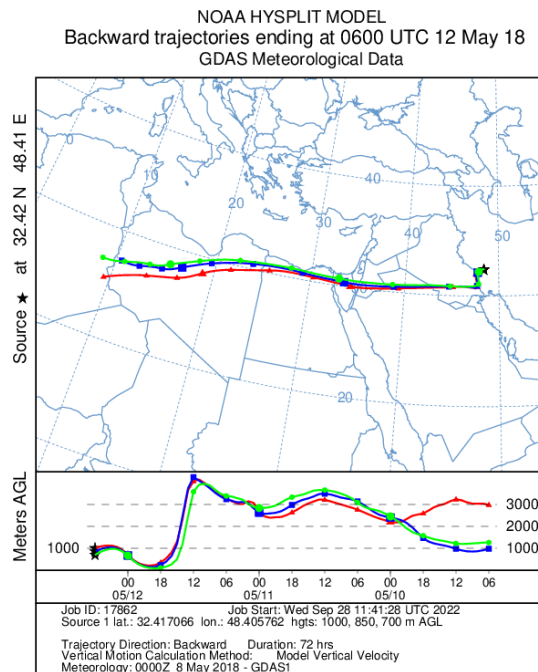 NOAA HYSPLIT MODEL
Backward trajectories ending at 0600 UTC 12 May 18
GDAS Meteorological Data
Source ★ at 32.42 N 48.41 E
0
10
20
30
40
50
40
20
Meters AGL
1000
3000
2000
1000
00 18 12 06 00 18 12 06 00 18 12 06
05/12 05/11 05/10
Job ID: 17862 Job Start: Wed Sep 28 11:41:28 UTC 2022
Source 1 lat.: 32.417066 lon.: 48.405762 hgts: 1000, 850, 700 m AGL
Trajectory Direction: Backward Duration: 72 hrs
Vertical Motion Calculation Method: Model Vertical Velocity
Meteorology: 0000Z 8 May 2018 - GDAS1